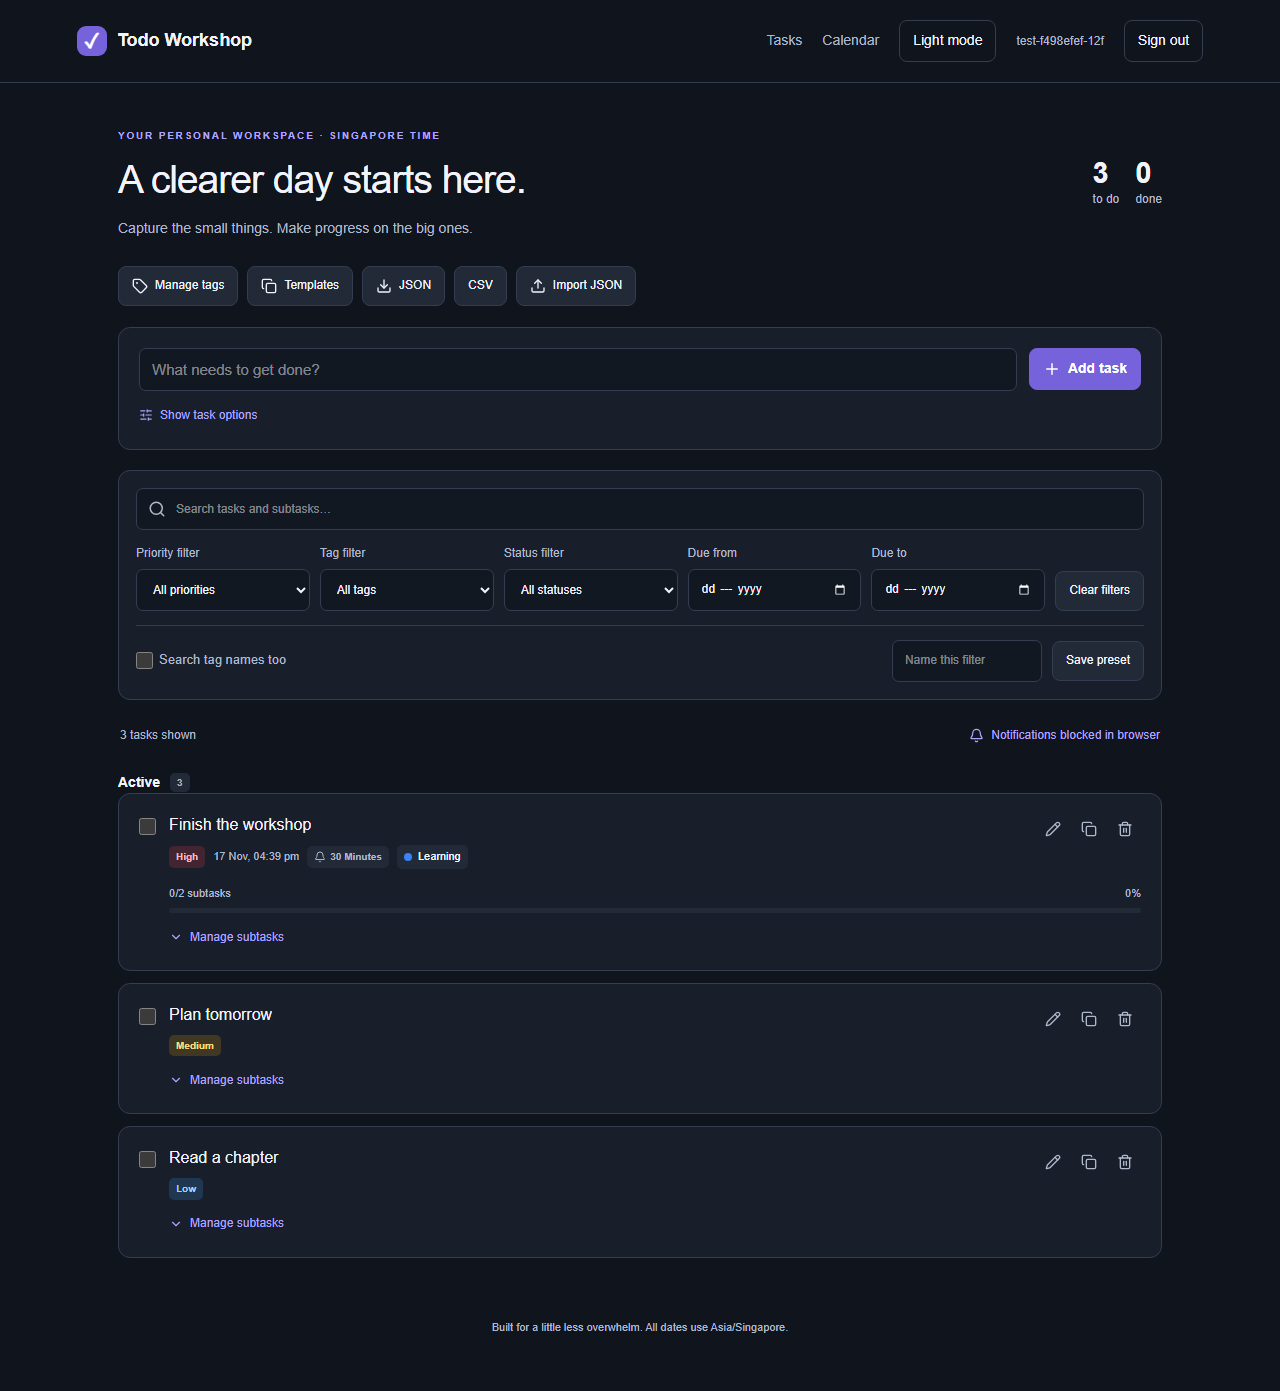 Todo Workshop
Tasks
Calendar
Light mode
test-f498efef-12f
Sign out
YOUR PERSONAL WORKSPACE · SINGAPORE TIME
A clearer day starts here.
3 to do
0 done
Capture the small things. Make progress on the big ones.
Manage tags
Templates
JSON
CSV
Import JSON
What needs to get done?
Add task
Show task options
Search tasks and subtasks...
Priority filter
Tag filter
Status filter
Due from
Due to
All priorities
All tags
All statuses
dd --- yyyy
dd --- yyyy
Clear filters
Search tag names too
Name this filter
Save preset
3 tasks shown
Notifications blocked in browser
Active 3
Finish the workshop
High 17 Nov, 04:39 pm 30 Minutes Learning
0/2 subtasks
0%
Manage subtasks
Plan tomorrow
Medium
Manage subtasks
Read a chapter
Low
Manage subtasks
Built for a little less overwhelm. All dates use Asia/Singapore.